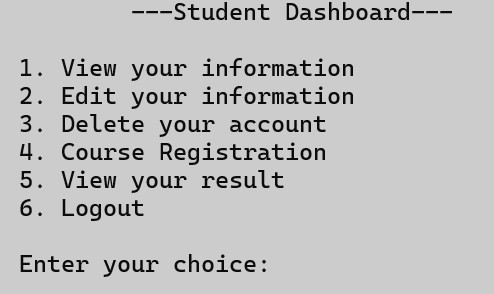 ---Student Dashboard---
1. View your information
2. Edit your information
3. Delete your account
4. Course Registration
5. View your result
6. Logout
Enter your choice: